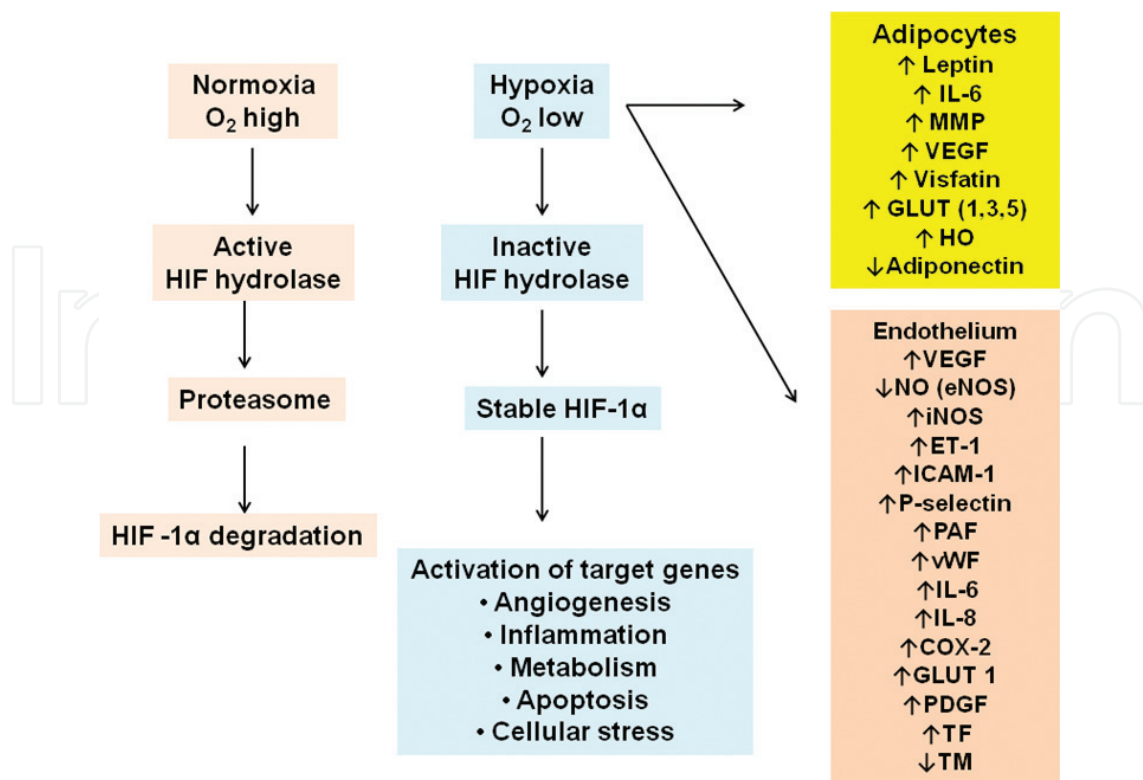 Normoxia
O₂ high
Active
HIF hydrolase
Proteasome
HIF -1α degradation
Hypoxia
O₂ low
Inactive
HIF hydrolase
Stable HIF-1α
Activation of target genes
• Angiogenesis
• Inflammation
• Metabolism
• Apoptosis
• Cellular stress
Adipocytes
↑ Leptin
↑ IL-6
↑ MMP
↑ VEGF
↑ Visfatin
↑ GLUT (1,3,5)
↑ HO
↓Adiponectin
Endothelium
↑VEGF
↓NO (eNOS)
↑iNOS
↑ET-1
↑ICAM-1
↑P-selectin
↑PAF
↑vWF
↑IL-6
↑IL-8
↑COX-2
↑GLUT 1
↑PDGF
↑TF
↓TM